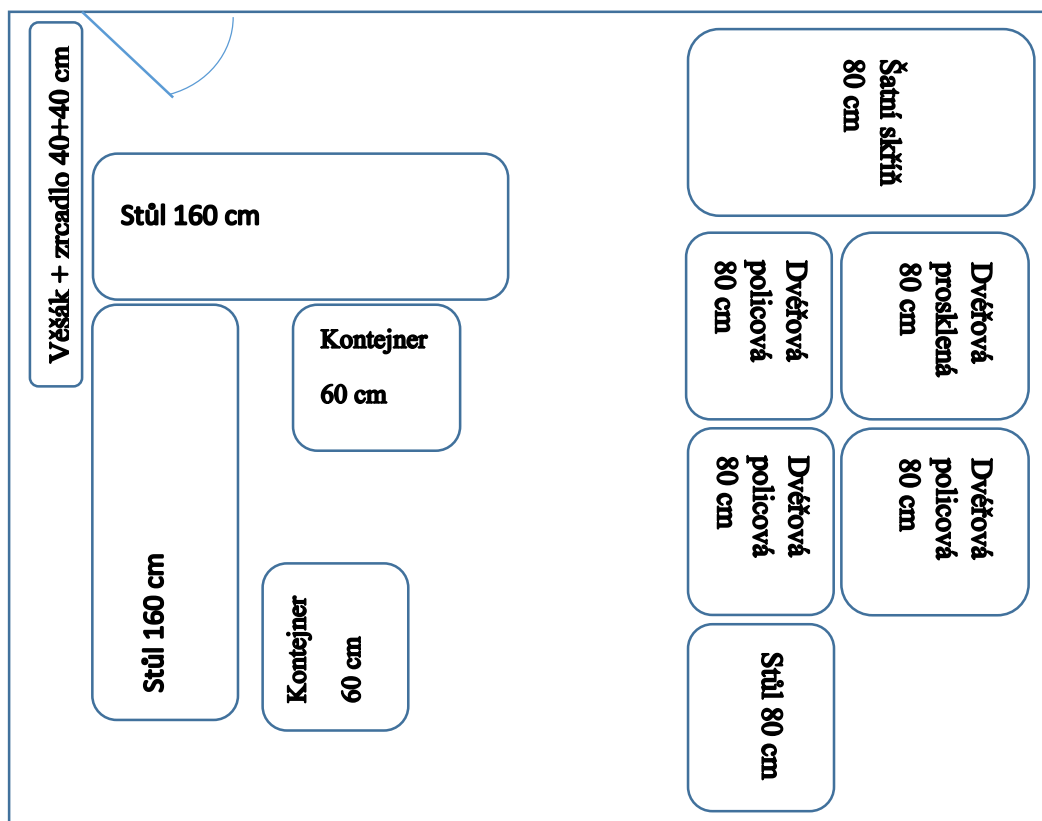 Věšák + zrcadlo 40+40 cm
Stůl 160 cm
Stůl 160 cm
Kontejner
60 cm
Kontejner
60 cm
Šatní skříň
80 cm
Dvéřová
policová
80 cm
Dvéřová
prosklená
80 cm
Dvéřová
policová
80 cm
Dvéřová
policová
80 cm
Stůl 80 cm